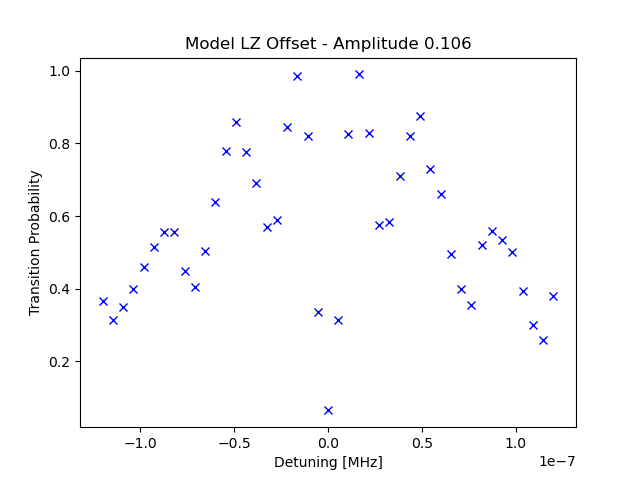 Model LZ Offset - Amplitude 0.106
1.0
0.8
0.6
0.4
0.2
Transition Probability
−1.0 −0.5 0.0 0.5 1.0
1e−7
Detuning [MHz]